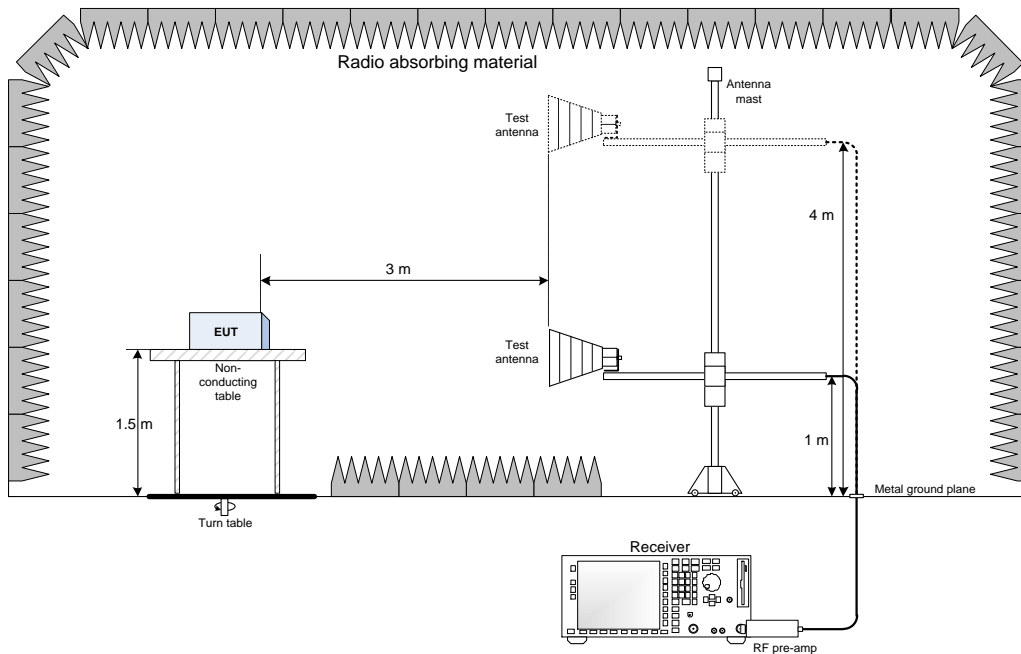 Radio absorbing material
Antenna
mast
Test
antenna
4 m
3 m
EUT
Test
antenna
Non-
conducting
table
1.5 m
1 m
Metal ground plane
Turn table
Receiver
RF pre-amp